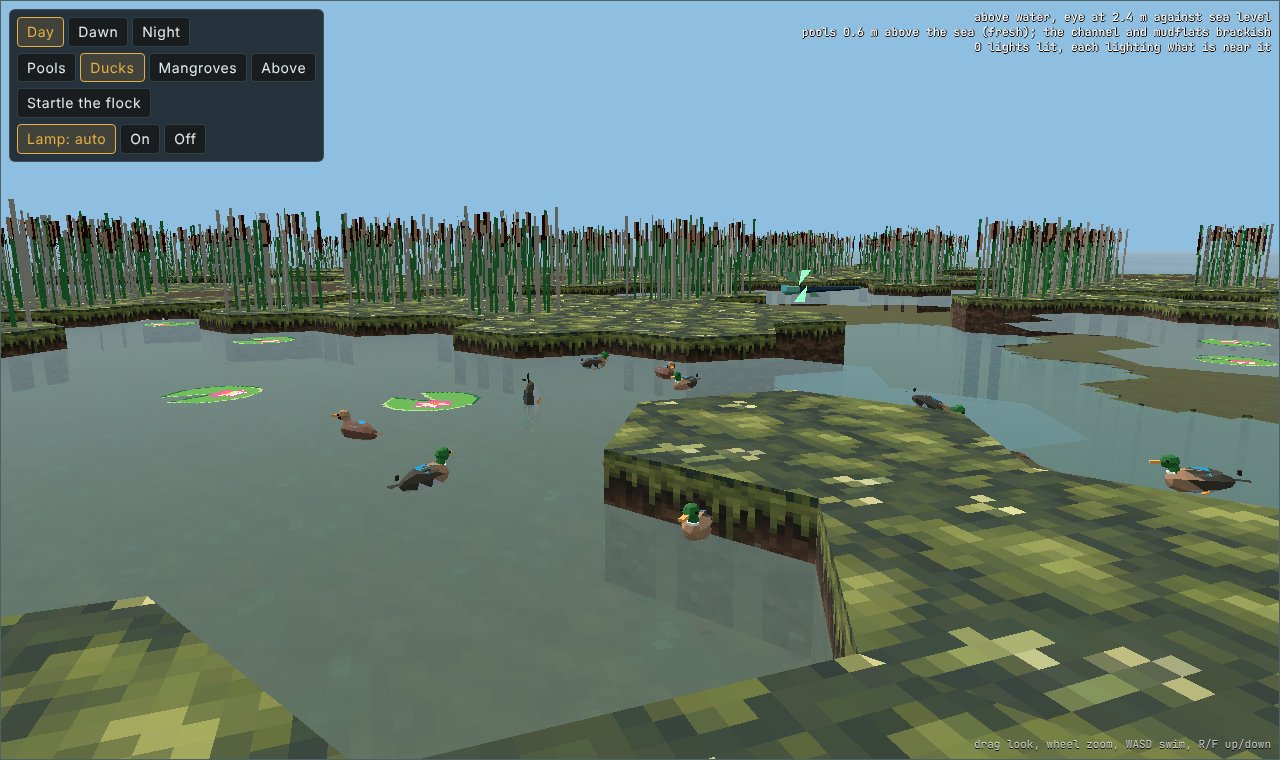 Day Dawn Night
Pools Ducks Mangroves Above
Startle the flock
Lamp: auto On Off
above water, eye at 2.4 m against sea level
pools 0.6 m above the sea (fresh); the channel and mudflats brackish
0 lights lit, each lighting what is near it
drag look, wheel zoom, WASD swim, R/F up/down